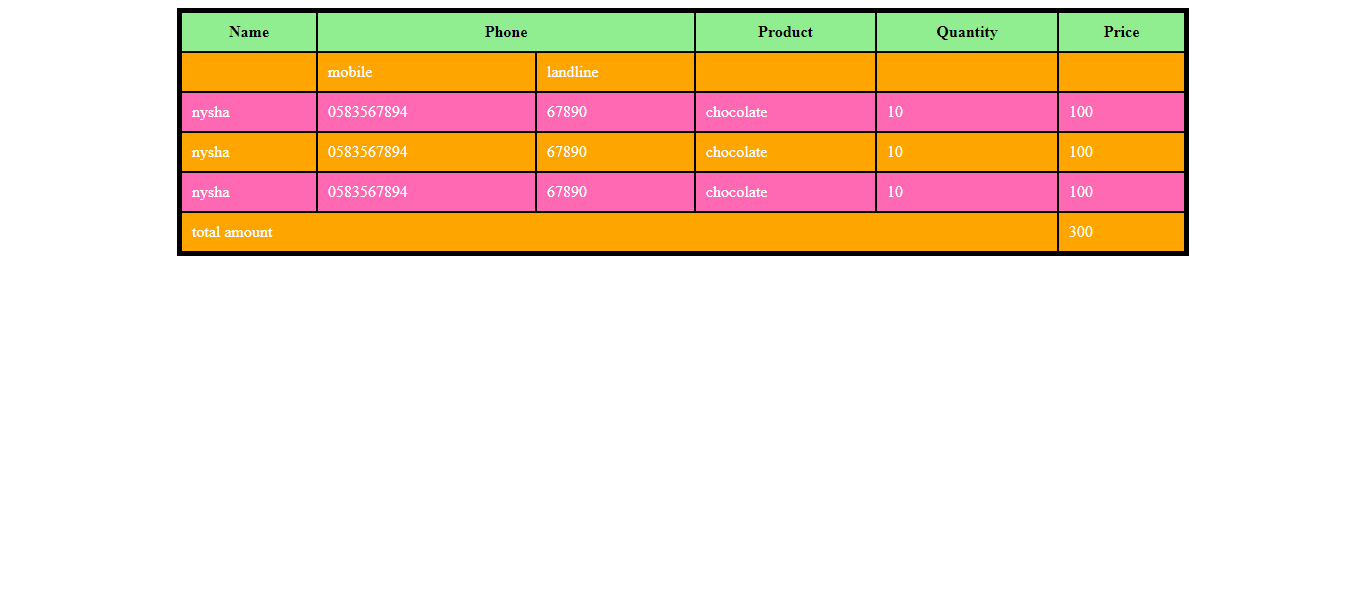 Name Phone Product Quantity Price
mobile landline
nysha 0583567894 67890 chocolate 10 100
nysha 0583567894 67890 chocolate 10 100
nysha 0583567894 67890 chocolate 10 100
total amount 300